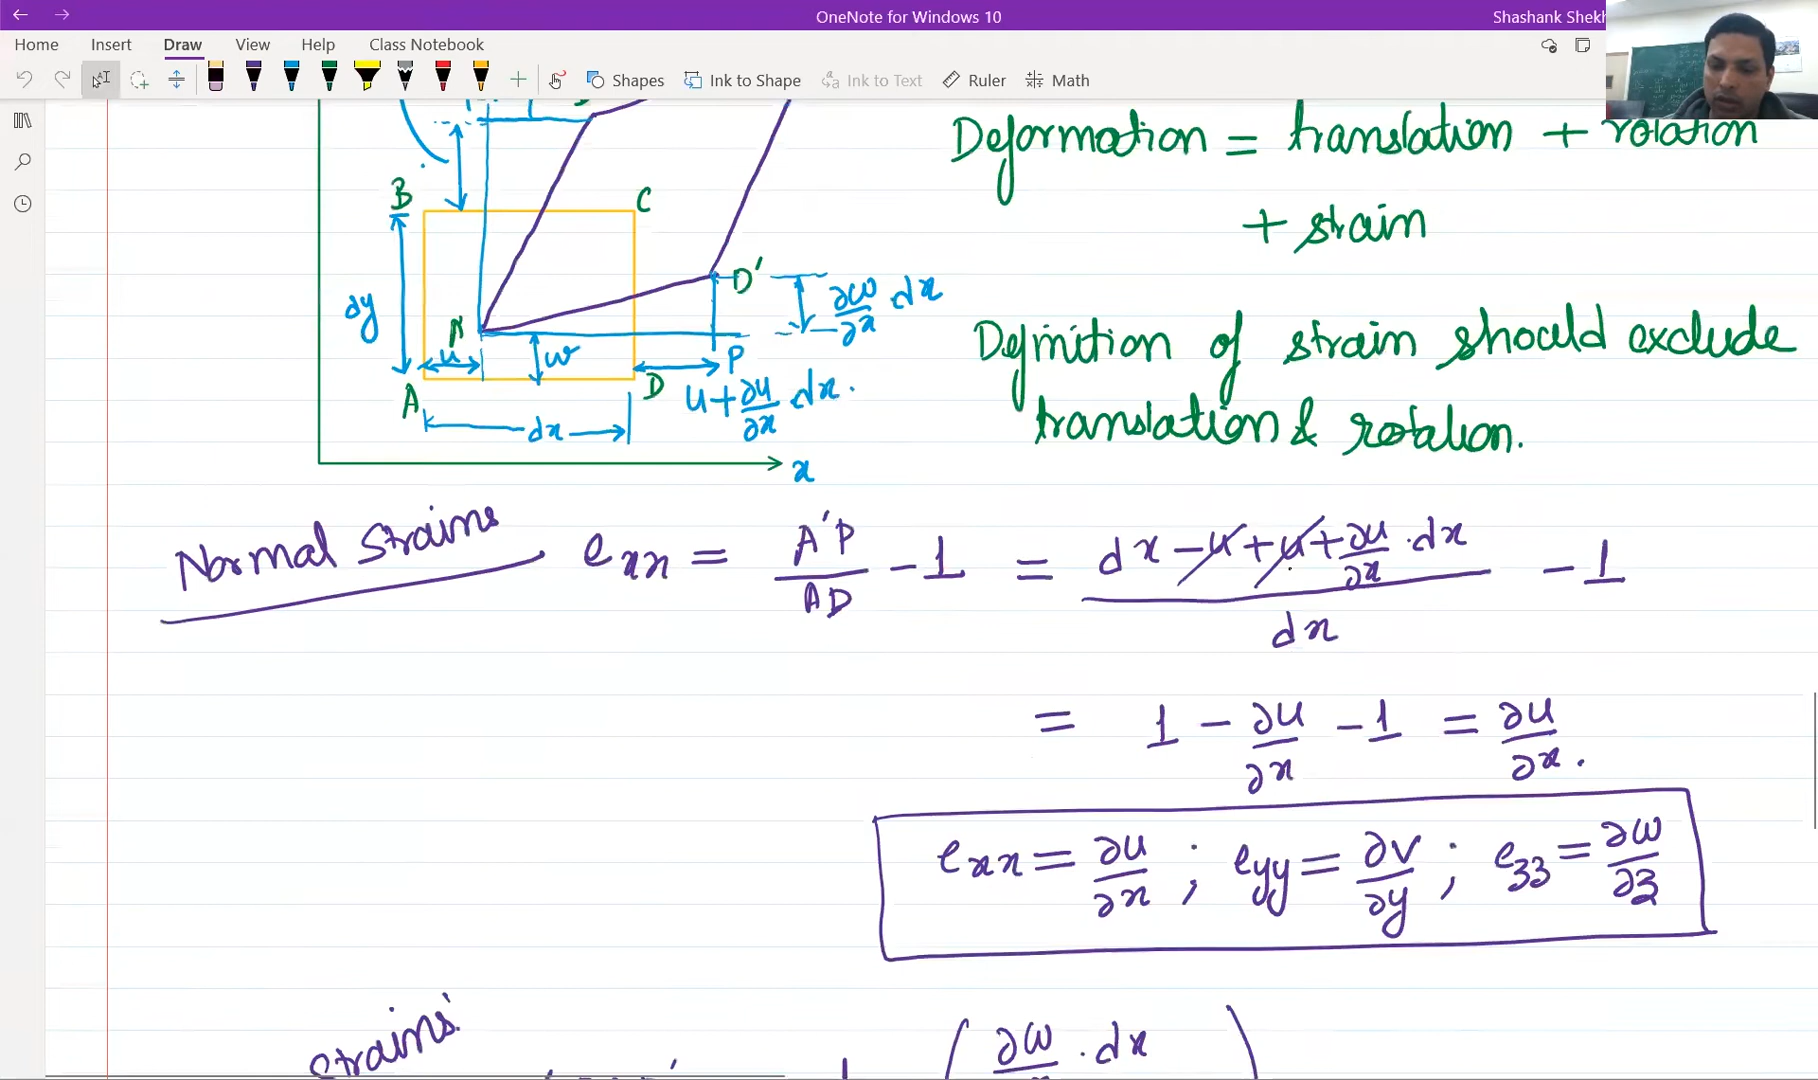 OneNote for Windows 10
Shashank Shekh
Home Insert Draw View Help Class Notebook
Shapes Ink to Shape Ink to Text Ruler Math
Deformation = translation + rotation
+ strain
B C
D'
∂w/∂x dx
dy
A'
u w P
A D u + ∂u/∂x dx.
dx
x
Definition of strain should exclude
translation & rotation.
Normal Strains exx = A'P/AD - 1 = (dx - u + u + ∂u/∂x · dx)/dx - 1
= 1 - ∂u/∂x - 1 = ∂u/∂x.
exx = ∂u/∂x ; eyy = ∂v/∂y ; ezz = ∂w/∂z
Strains
( ∂w/ · dx )